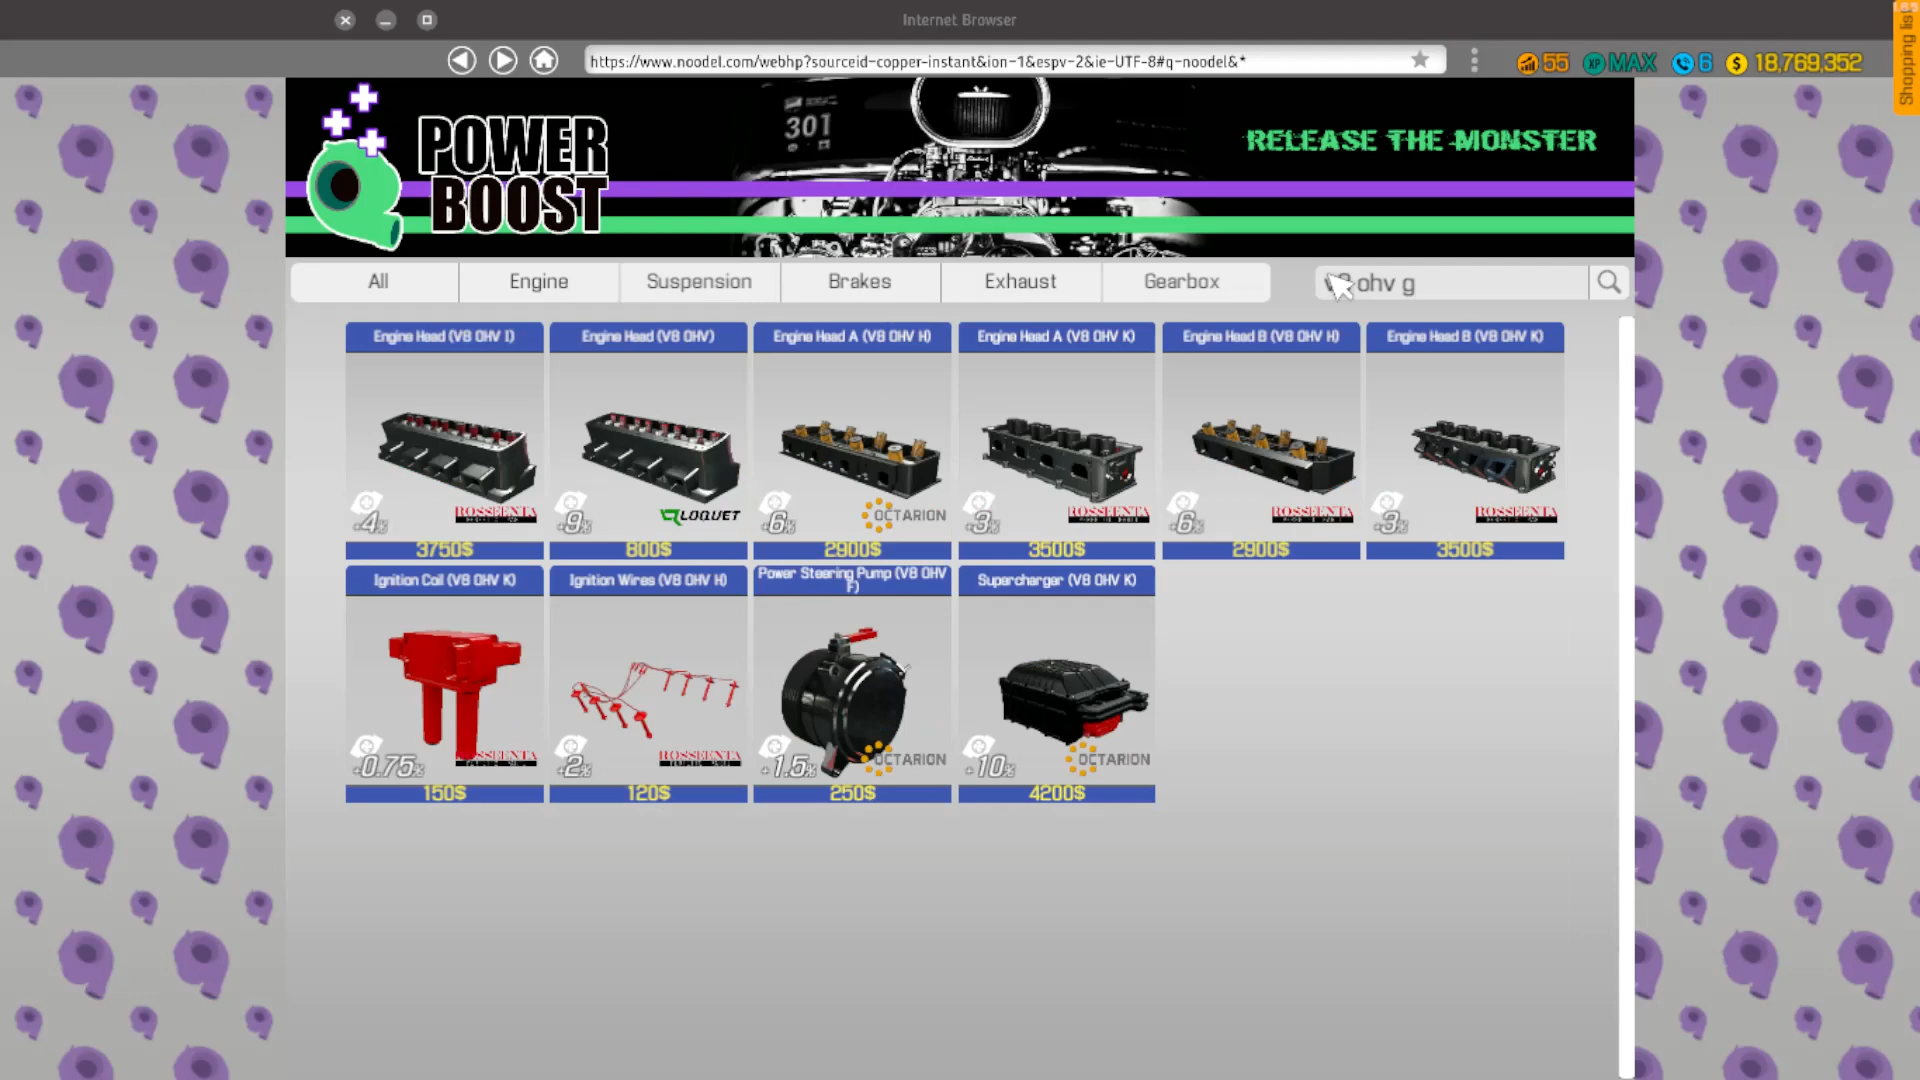 Internet Browser
https://www.noodel.com/webhp?sourceid-copper-instant&ion-1&espv-2&ie-UTF-8#q-noodel&*
55 XP MAX 6 $ 18,769,352
Shopping list
POWER
BOOST
301
RELEASE THE MONSTER
All Engine Suspension Brakes Exhaust Gearbox ohv g
Engine Head (V8 OHV I) Engine Head (V8 OHV) Engine Head A (V8 OHV H) Engine Head A (V8 OHV K) Engine Head B (V8 OHV H) Engine Head B (V8 OHV K)
+4% ROSSEENTA +9% LOQUET +6% OCTARION +3% ROSSEENTA +6% ROSSEENTA +3% ROSSEENTA
3750$ 800$ 2900$ 3500$ 2900$ 3500$
Ignition Coil (V8 OHV K) Ignition Wires (V8 OHV H) Power Steering Pump (V8 OHV F) Supercharger (V8 OHV K)
+0.75% ROSSEENTA +2% ROSSEENTA +1.5% OCTARION +10% OCTARION
150$ 120$ 250$ 4200$